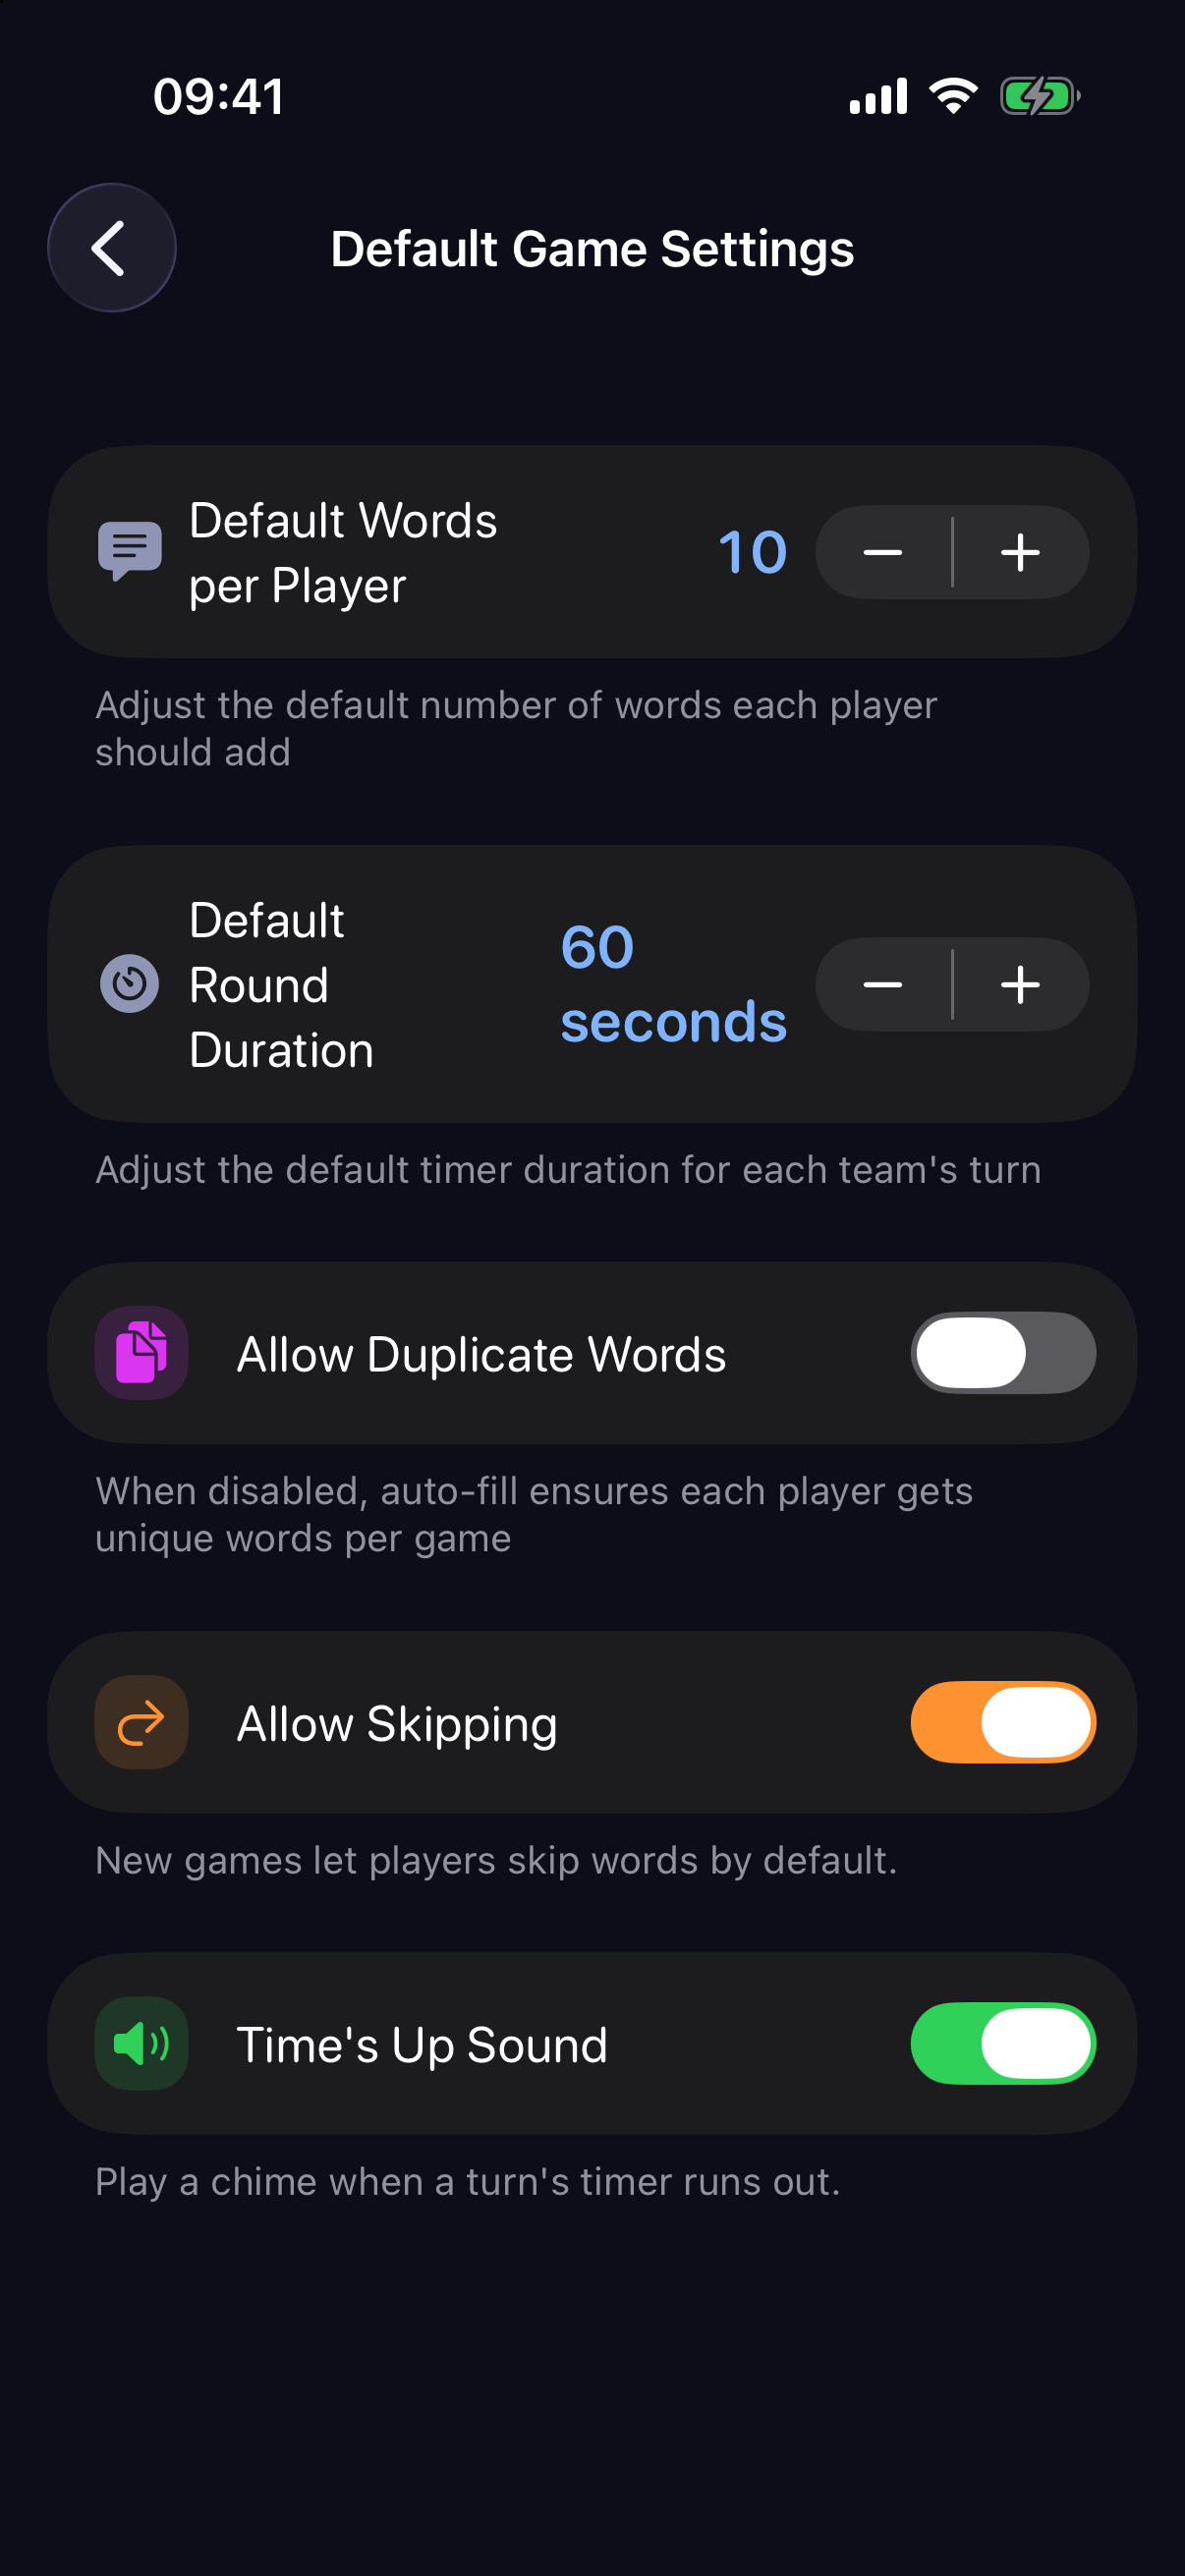 09:41
Default Game Settings
Default Words
per Player
10
Adjust the default number of words each player
should add
Default
Round
Duration
60
seconds
Adjust the default timer duration for each team's turn
Allow Duplicate Words
When disabled, auto-fill ensures each player gets
unique words per game
Allow Skipping
New games let players skip words by default.
Time's Up Sound
Play a chime when a turn's timer runs out.